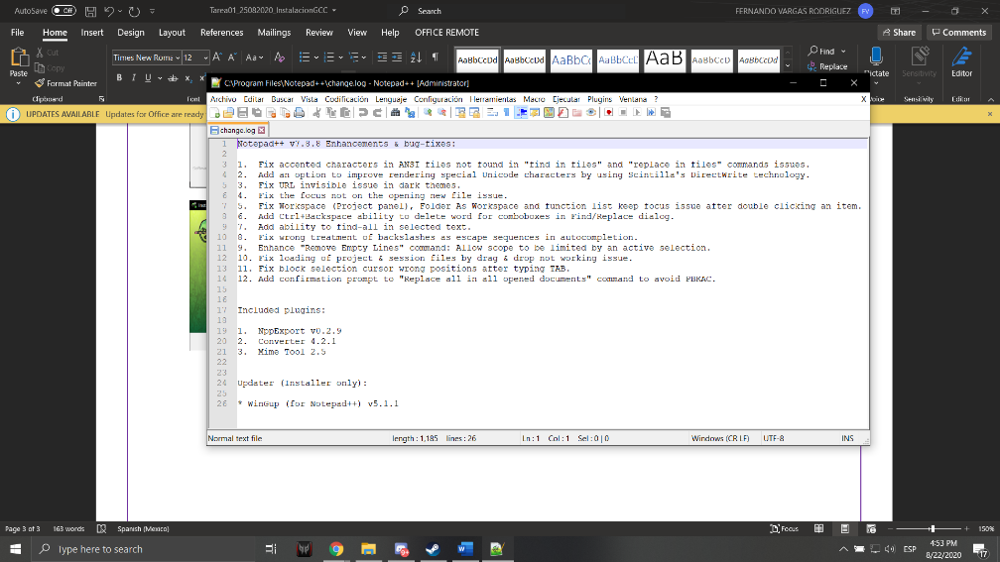 AutoSave Off Tarea01_25082020_InstalacionGCC Search FERNANDO VARGAS RODRIGUEZ FV
File Home Insert Design Layout References Mailings Review View Help OFFICE REMOTE Share Comments
Paste Cut Copy Format Painter Clipboard
Times New Roma 12 Aa B I U ab x Font
AaBbCcDd AaBbCcDd AaBbCc AaBbCcD AaB AaBbCcD AaBbCcDd
Find Replace Dictate Sensitivity Editor
Voice Sensitivity Editor
UPDATES AVAILABLE Updates for Office are ready
C:\Program Files\Notepad++\change.log - Notepad++ [Administrator]
Archivo Editar Buscar Vista Codificación Lenguaje Configuración Herramientas Macro Ejecutar Plugins Ventana ? X
change.log
1 Notepad++ v7.8.8 Enhancements & bug-fixes:
2
3 1. Fix accented characters in ANSI files not found in "find in files" and "replace in files" commands issues.
4 2. Add an option to improve rendering special Unicode characters by using Scintilla's DirectWrite technology.
5 3. Fix URL invisible issue in dark themes.
6 4. Fix the focus not on the opening new file issue.
7 5. Fix Workspace (Project panel), Folder As Workspace and function list keep focus issue after double clicking an item.
8 6. Add Ctrl+Backspace ability to delete word for comboboxes in Find/Replace dialog.
9 7. Add ability to find-all in selected text.
10 8. Fix wrong treatment of backslashes as escape sequences in autocompletion.
11 9. Enhance "Remove Empty Lines" command: Allow scope to be limited by an active selection.
12 10. Fix loading of project & session files by drag & drop not working issue.
13 11. Fix block selection cursor wrong positions after typing TAB.
14 12. Add confirmation prompt to "Replace all in all opened documents" command to avoid PBKAC.
15
16
17 Included plugins:
18
19 1. NppExport v0.2.9
20 2. Converter 4.2.1
21 3. Mime Tool 2.5
22
23
24 Updater (Installer only):
25
26 * WinGup (for Notepad++) v5.1.1
Normal text file length : 1,185 lines : 26 Ln : 1 Col : 1 Sel : 0 | 0 Windows (CR LF) UTF-8 INS
Page 3 of 3 163 words Spanish (Mexico) Focus 150%
Type here to search ESP 4:53 PM
8/22/2020 17